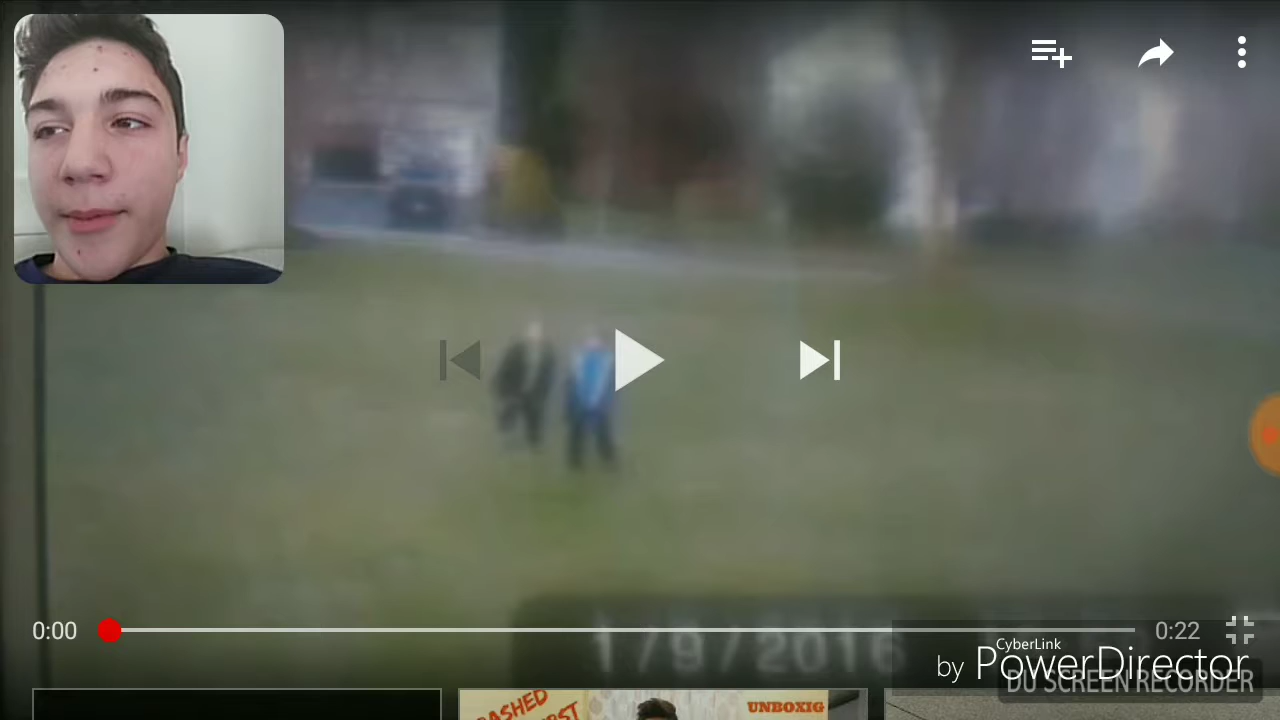 1/9/2016
0:00
0:22
CyberLink
by PowerDirector
DU SCREEN RECORDER
UNBOXIG